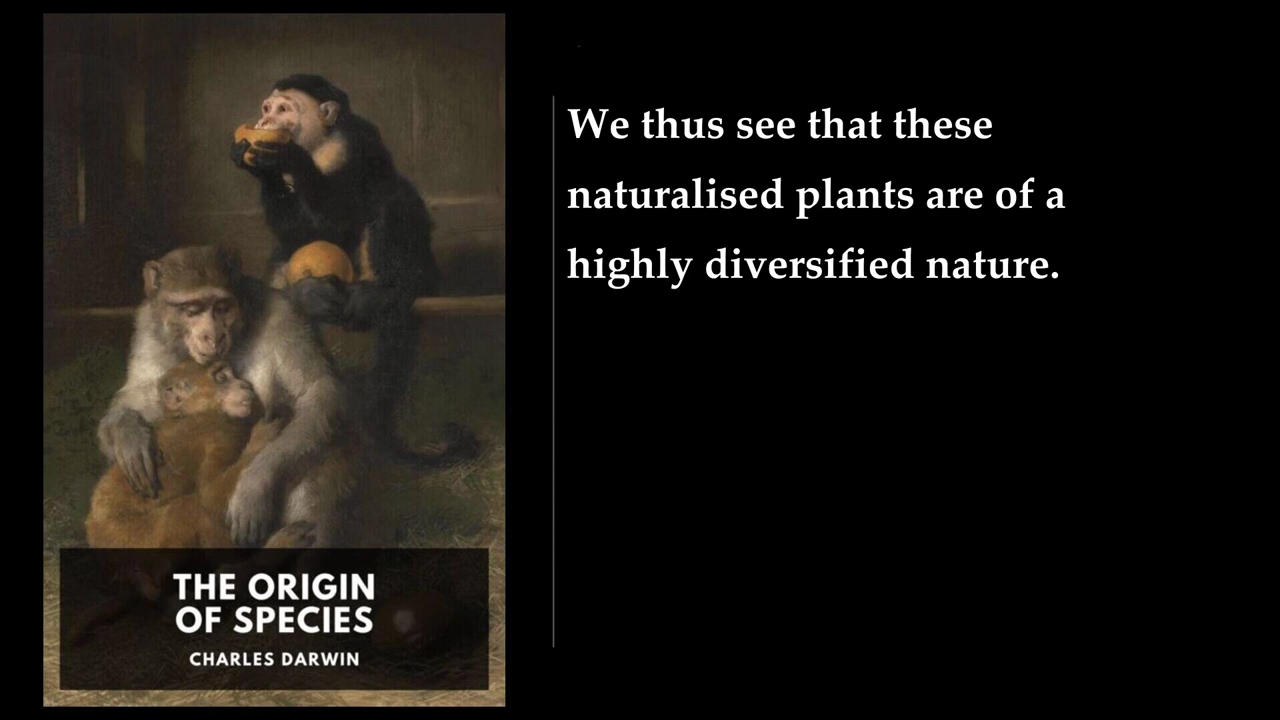 We thus see that these
naturalised plants are of a
highly diversified nature.
THE ORIGIN
OF SPECIES
CHARLES DARWIN